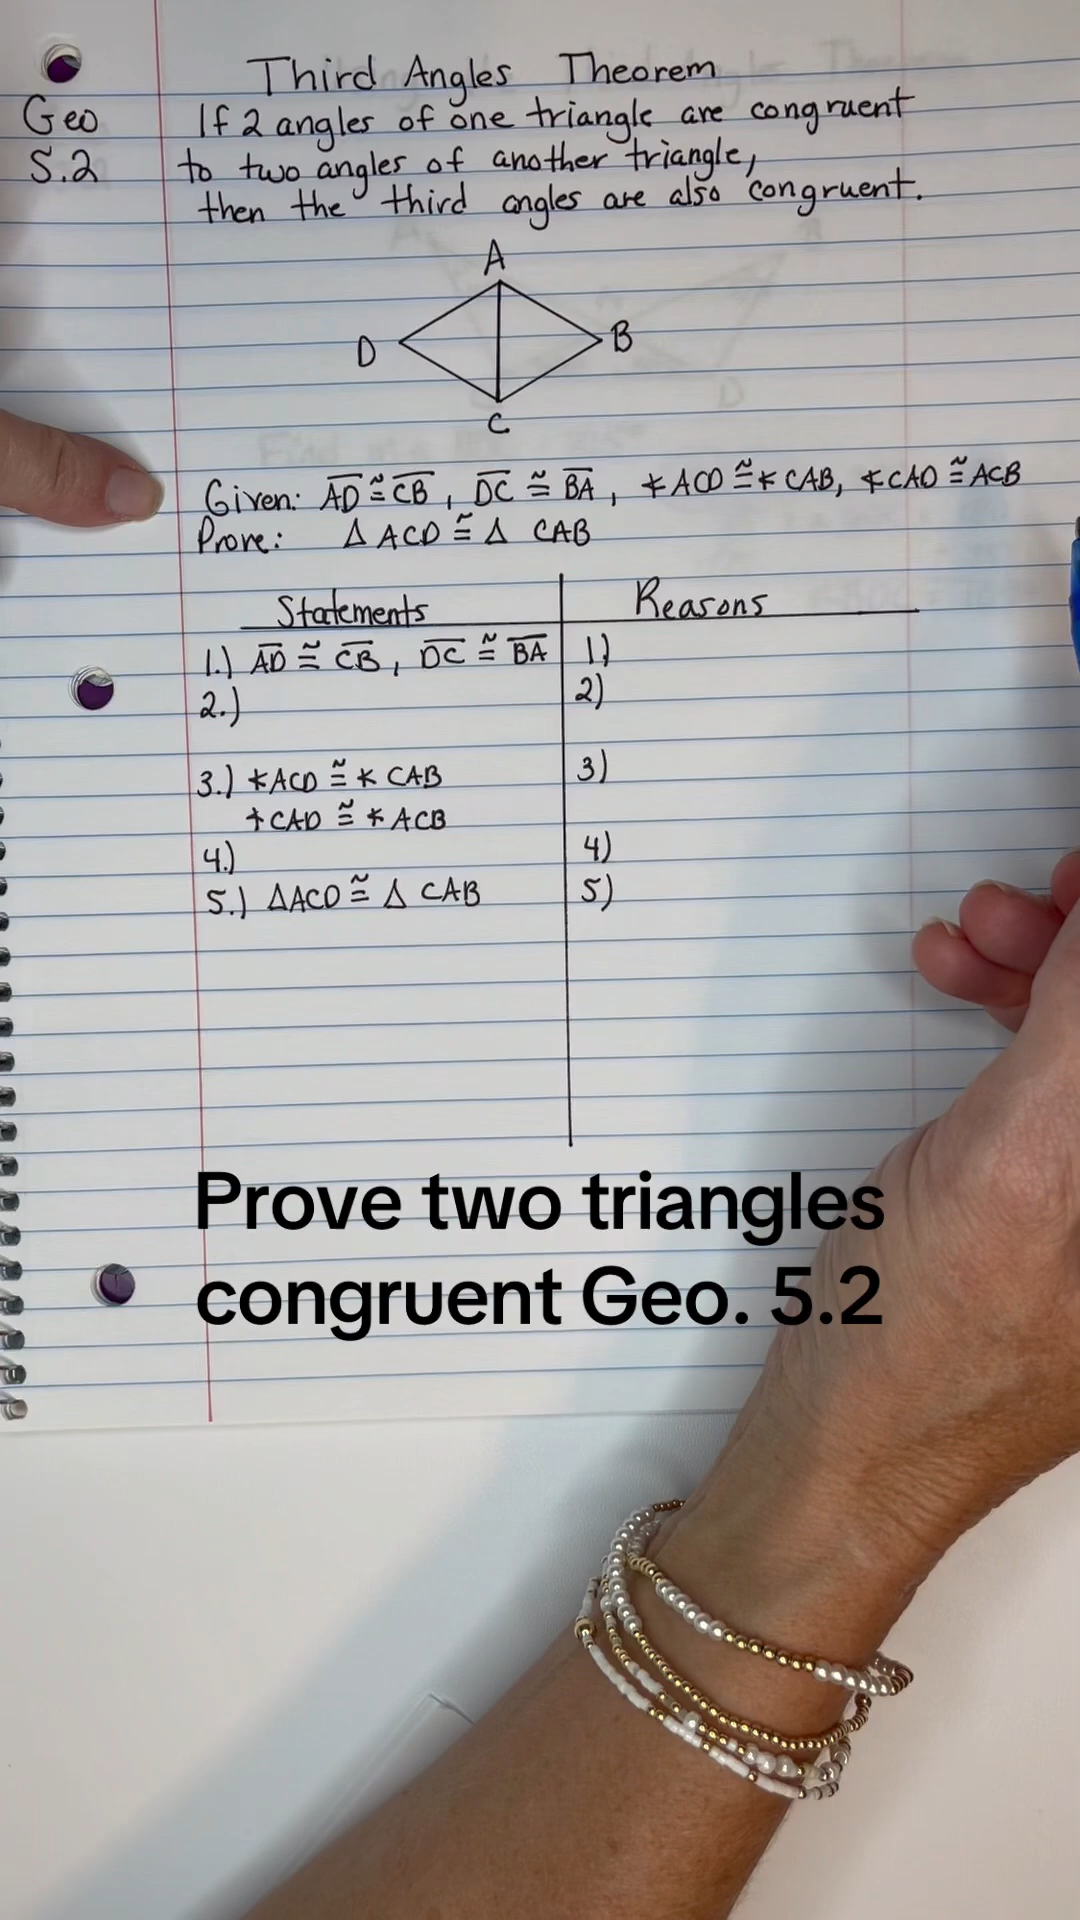 Third Angles Theorem
Geo
5.2
If 2 angles of one triangle are congruent
to two angles of another triangle,
then the third angles are also congruent.
A
D
B
C
Given: AD ≅ CB, DC ≅ BA, ∡ACD ≅ ∡CAB, ∡CAD ≅ ACB
Prove: △ ACD ≅ △ CAB
Statements
Reasons
1.) AD ≅ CB, DC ≅ BA
1)
2.)
2)
3.) ∡ACD ≅ ∡ CAB
3)
∡CAD ≅ ∡ACB
4.)
4)
5.) △ACD ≅ △ CAB
5)
Prove two triangles
congruent Geo. 5.2